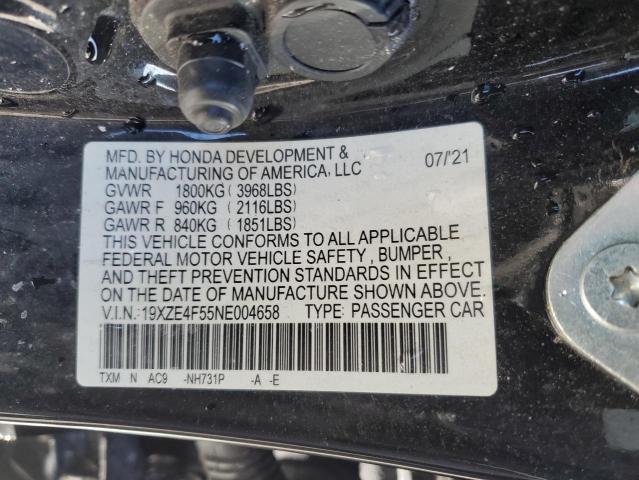 MFD. BY HONDA DEVELOPMENT & 07/'21
MANUFACTURING OF AMERICA, LLC
GVWR 1800KG ( 3968LBS)
GAWR F 960KG ( 2116LBS)
GAWR R 840KG ( 1851LBS)
THIS VEHICLE CONFORMS TO ALL APPLICABLE
FEDERAL MOTOR VEHICLE SAFETY , BUMPER,
AND THEFT PREVENTION STANDARDS IN EFFECT
ON THE DATE OF MANUFACTURE SHOWN ABOVE.
V.I.N.:19XZE4F55NE004658 TYPE: PASSENGER CAR
TXM N AC9 -NH731P -A -E